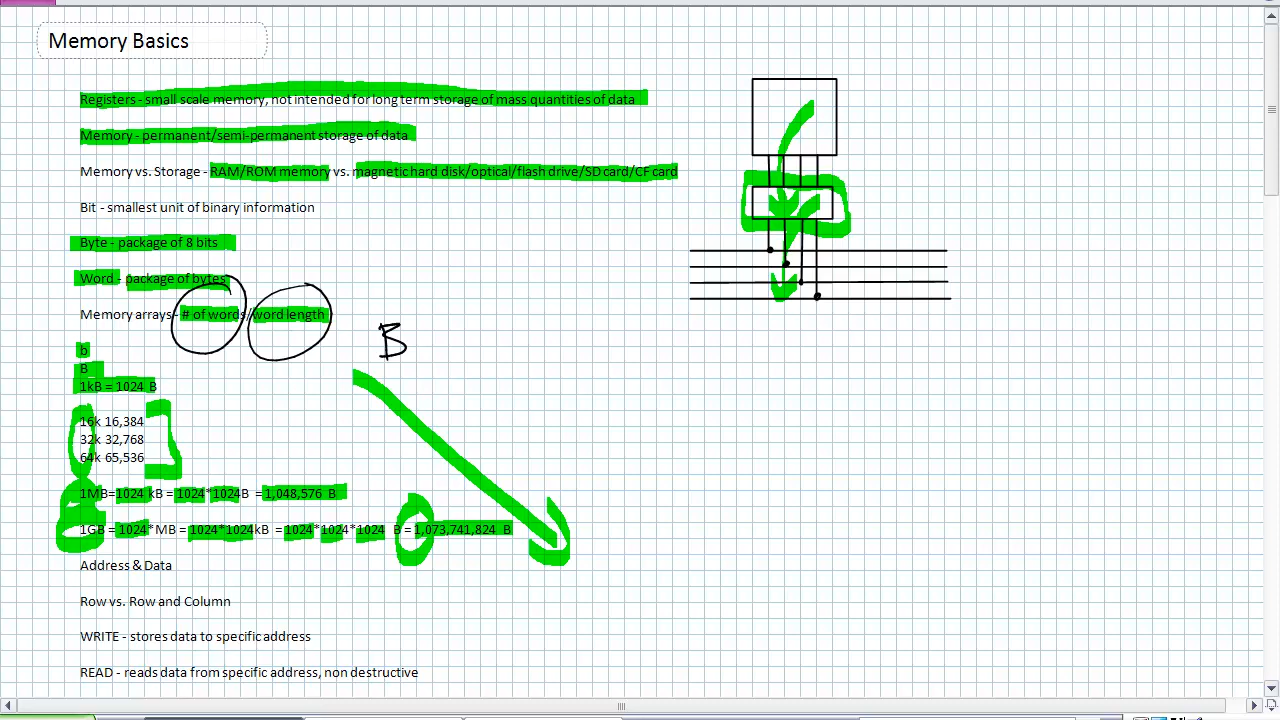 Memory Basics
Registers - small scale memory, not intended for long term storage of mass quantities of data
Memory - permanent/semi-permanent storage of data
Memory vs. Storage - RAM/ROM memory vs. magnetic hard disk/optical/flash drive/SD card/CF card
Bit - smallest unit of binary information
Byte - package of 8 bits
Word - package of bytes
Memory arrays - # of words/word length
B
b
B
1kB = 1024 B
16k 16,384
32k 32,768
64k 65,536
1MB=1024 kB = 1024*1024B = 1,048,576 B
1GB = 1024*MB = 1024*1024kB = 1024*1024*1024 B = 1,073,741,824 B
Address & Data
Row vs. Row and Column
WRITE - stores data to specific address
READ - reads data from specific address, non destructive